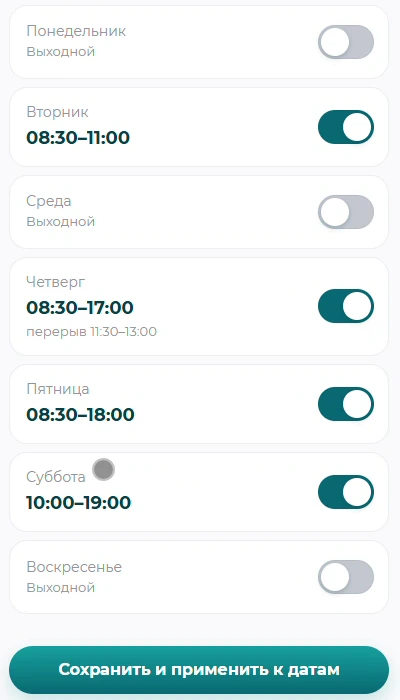 Понедельник
Выходной
Вторник
08:30–11:00
Среда
Выходной
Четверг
08:30–17:00
перерыв 11:30–13:00
Пятница
08:30–18:00
Суббота
10:00–19:00
Воскресенье
Выходной
Сохранить и применить к датам